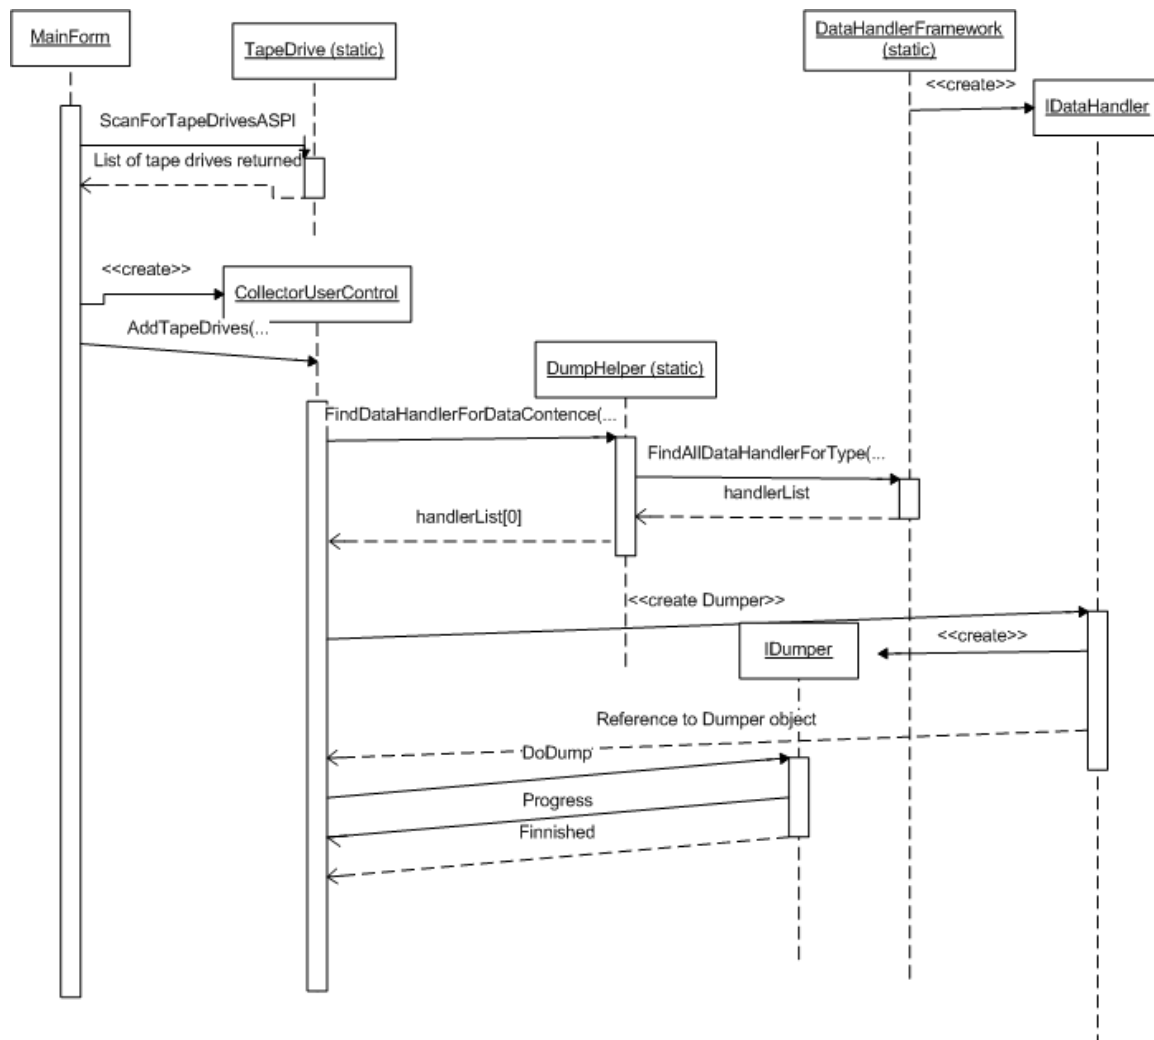 MainForm
TapeDrive (static)
DataHandlerFramework
(static)
<<create>>
IDataHandler
ScanForTapeDrivesASPI
List of tape drives returned
<<create>>
CollectorUserControl
AddTapeDrives(...
DumpHelper (static)
FindDataHandlerForDataContence(...
FindAllDataHandlerForType(...
handlerList
handlerList[0]
<<create Dumper>>
<<create>>
IDumper
Reference to Dumper object
DoDump
Progress
Finnished